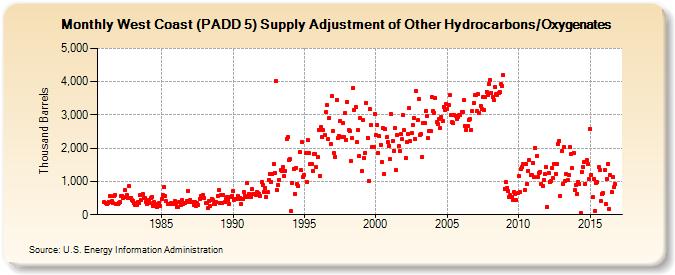 Monthly West Coast (PADD 5) Supply Adjustment of Other Hydrocarbons/Oxygenates
Thousand Barrels
5,000
4,000
3,000
2,000
1,000
0
1985 1990 1995 2000 2005 2010 2015
Source: U.S. Energy Information Administration